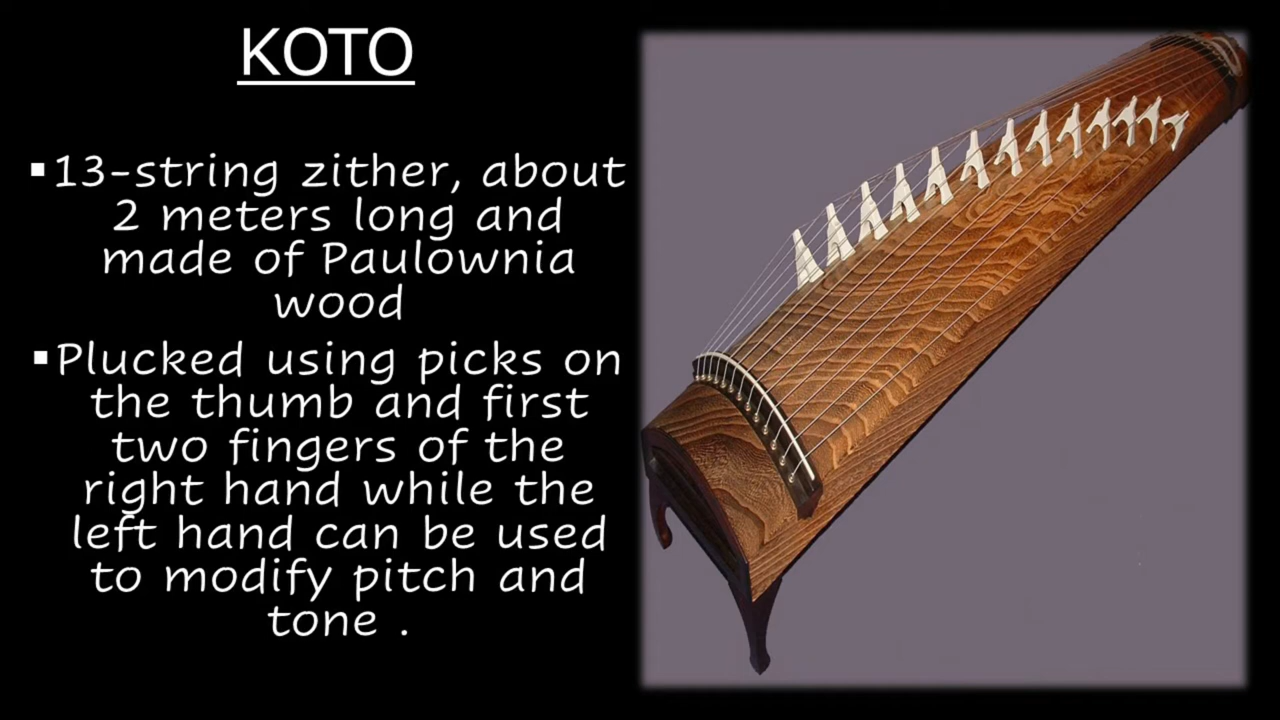 KOTO
▪13-string zither, about
2 meters long and
made of Paulownia
wood
▪Plucked using picks on
the thumb and first
two fingers of the
right hand while the
left hand can be used
to modify pitch and
tone .